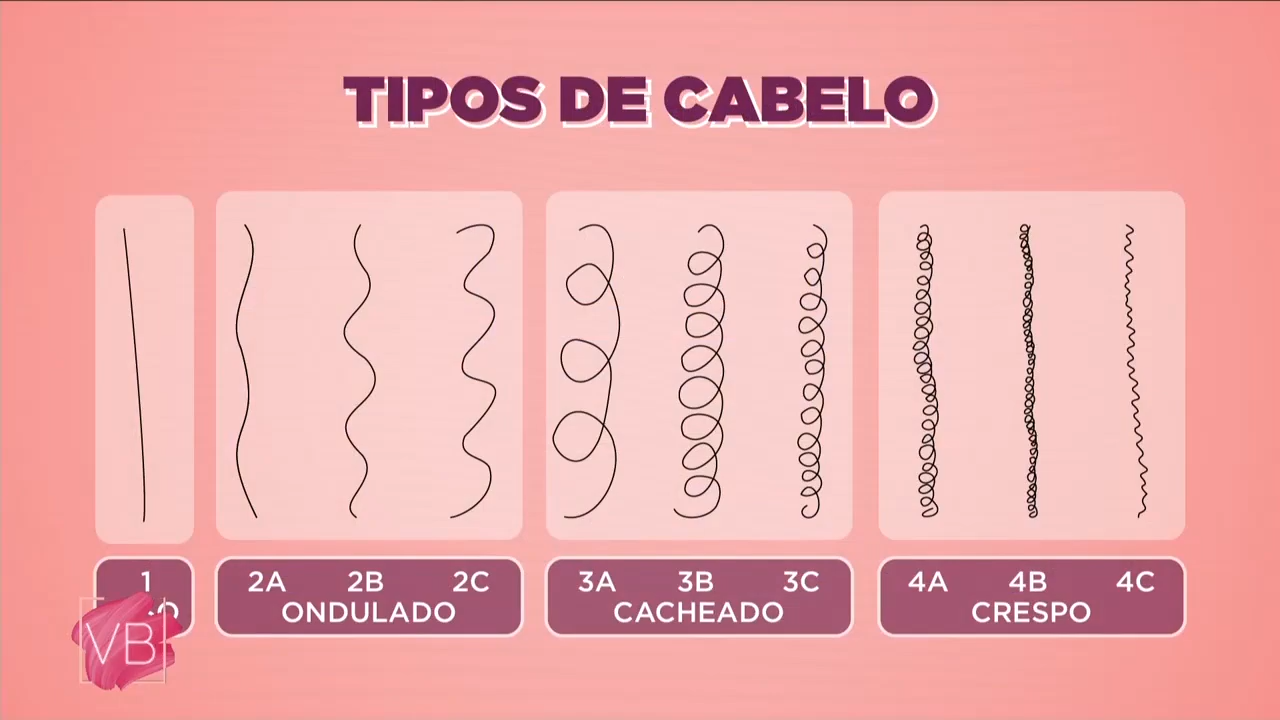 TIPOS DE CABELO
1
2A 2B 2C
ONDULADO
3A 3B 3C
CACHEADO
4A 4B 4C
CRESPO
VB